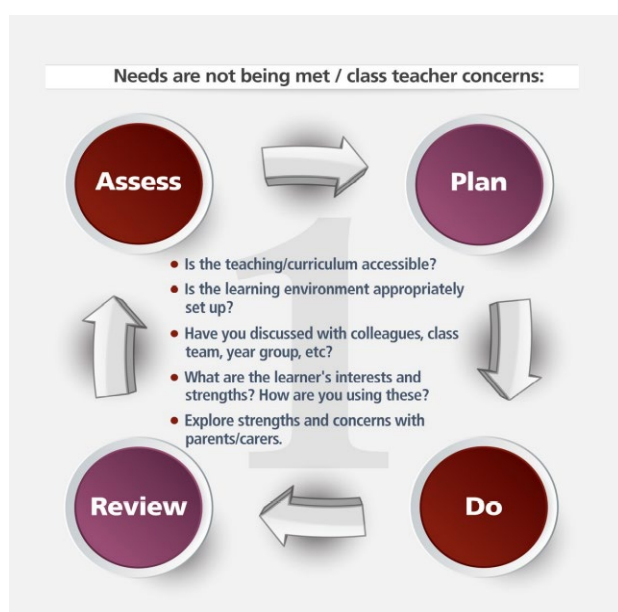 Needs are not being met / class teacher concerns:
Assess
Plan
1
• Is the teaching/curriculum accessible?
• Is the learning environment appropriately
set up?
• Have you discussed with colleagues, class
team, year group, etc?
• What are the learner's interests and
strengths? How are you using these?
• Explore strengths and concerns with
parents/carers.
Review
Do